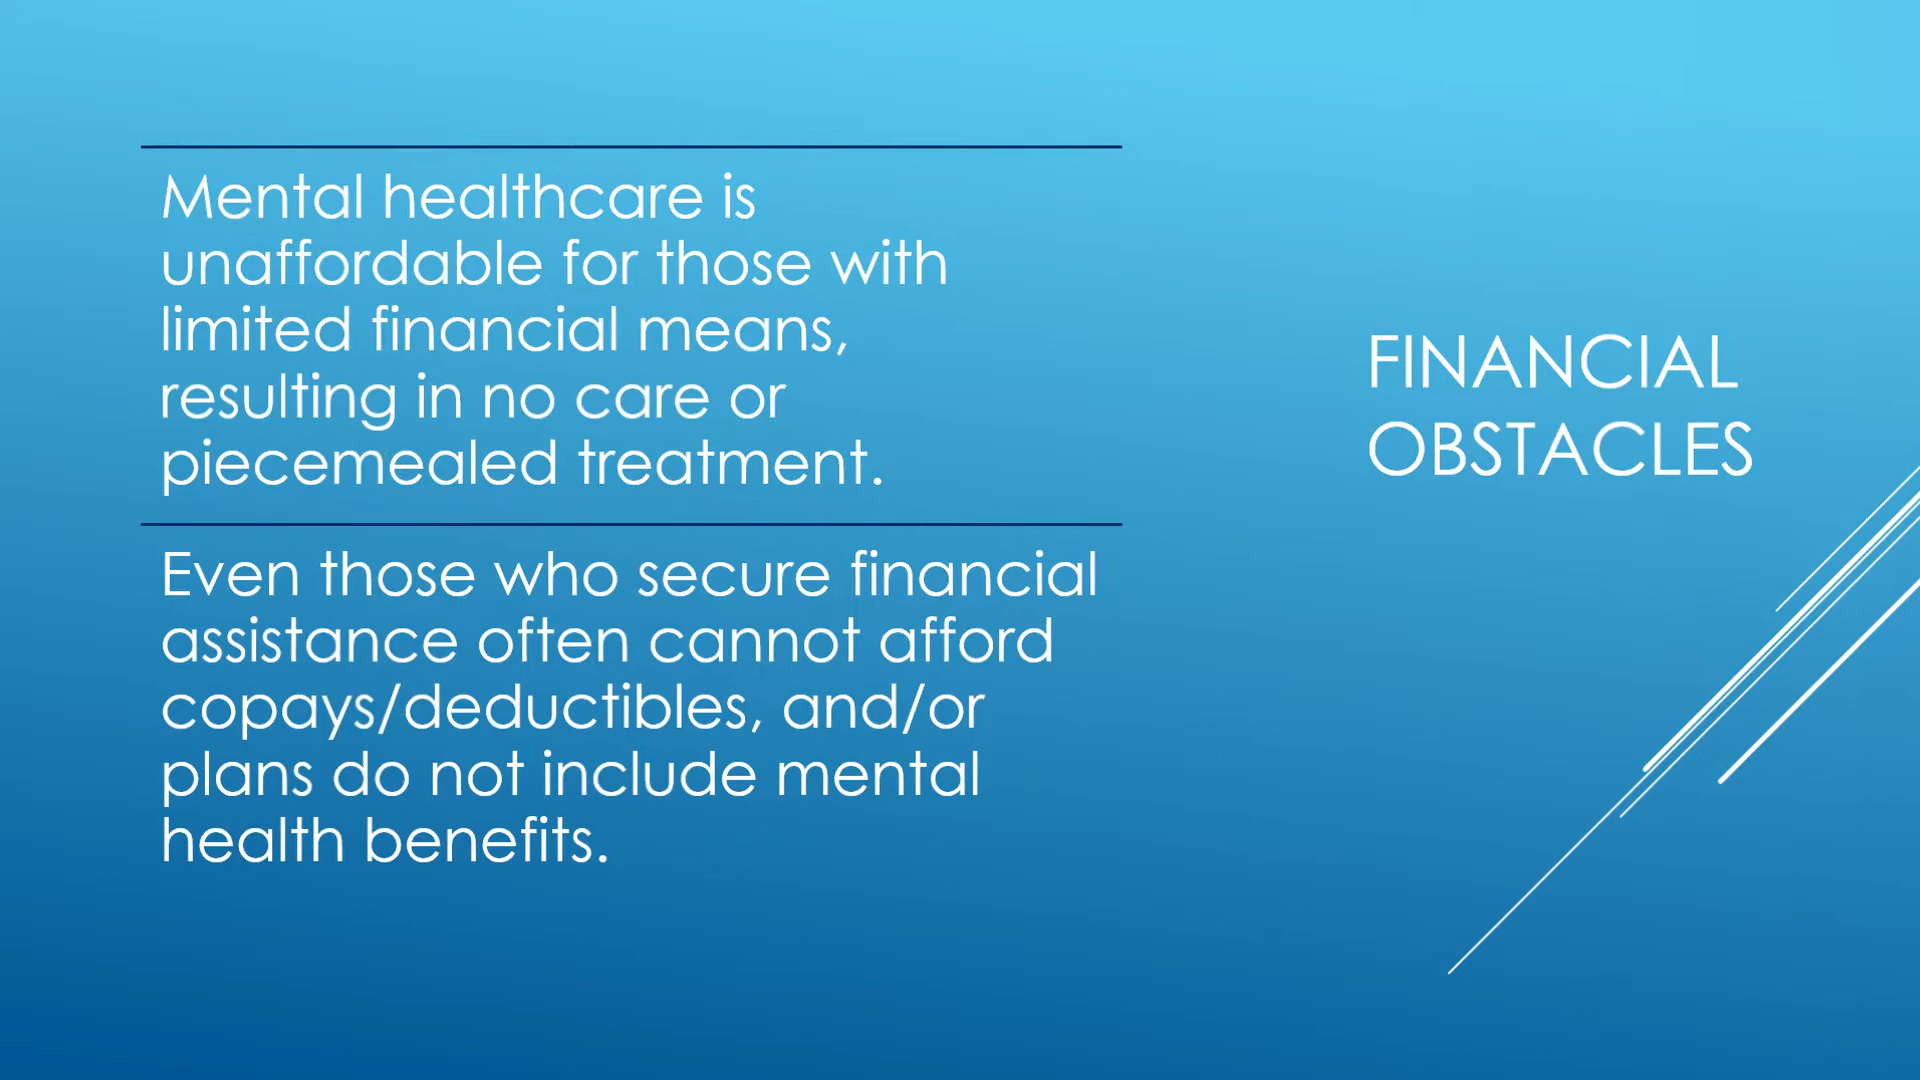 Mental healthcare is
unaffordable for those with
limited financial means,
resulting in no care or
piecemealed treatment.
Even those who secure financial
assistance often cannot afford
copays/deductibles, and/or
plans do not include mental
health benefits.
FINANCIAL
OBSTACLES